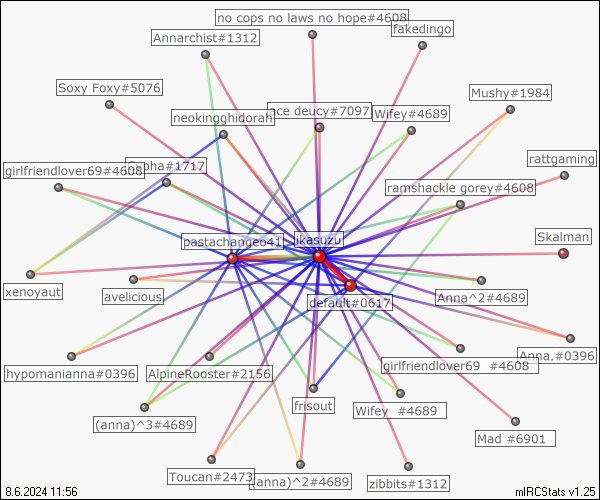 no cops no laws no hope#4608
fakedingo
Annarchist#1312
Soxy Foxy#5076
Mushy#1984
ace deucy#7097
Wifey#4689
neokingghidorah
rattgaming
#1717
girlfriendlover69#4608
ramshackle gorey#4608
pastachangeo41
ikasuzu
Skalman
xenoyaut
avelicious
default#0617
Anna^2#4689
Anna.#0396
hypomanianna#0396
AlpineRooster#2156
girlfriendlover69 #4608
frisout
Wifey #4689
(anna)^3#4689
Mad #6901
Toucan#2473
(anna)^2#4689
zibbits#1312
8.6.2024 11:56
mIRCStats v1.25